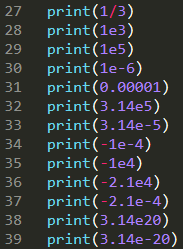 27 print(1/3)
28 print(1e3)
29 print(1e5)
30 print(1e-6)
31 print(0.00001)
32 print(3.14e5)
33 print(3.14e-5)
34 print(-1e-4)
35 print(-1e4)
36 print(-2.1e4)
37 print(-2.1e-4)
38 print(3.14e20)
39 print(3.14e-20)